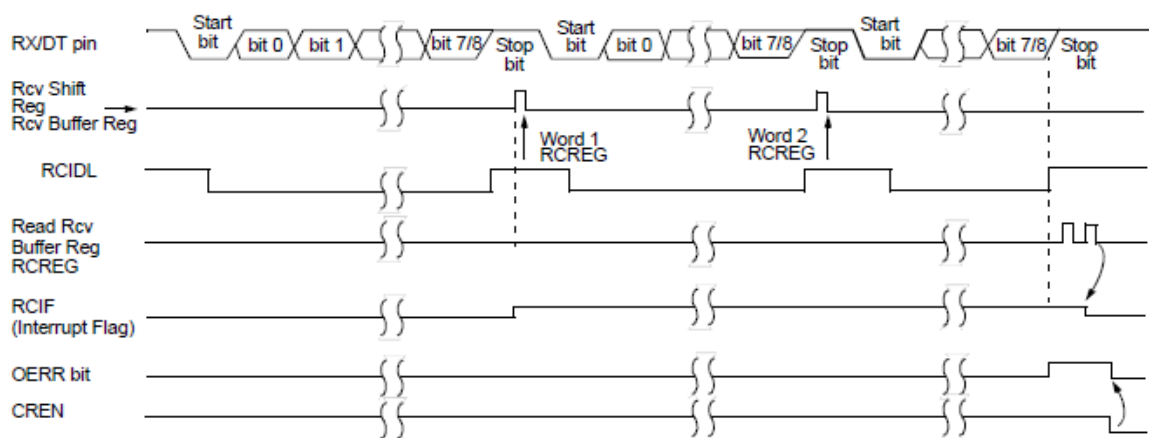 RX/DT pin
Start
bit
bit 0
bit 1
bit 7/8
Stop
bit
Start
bit
bit 0
bit 7/8
Stop
bit
Start
bit
bit 7/8
Stop
bit
Rcv Shift
Reg
Rcv Buffer Reg
Word 1
RCREG
Word 2
RCREG
RCIDL
Read Rcv
Buffer Reg
RCREG
RCIF
(Interrupt Flag)
OERR bit
CREN